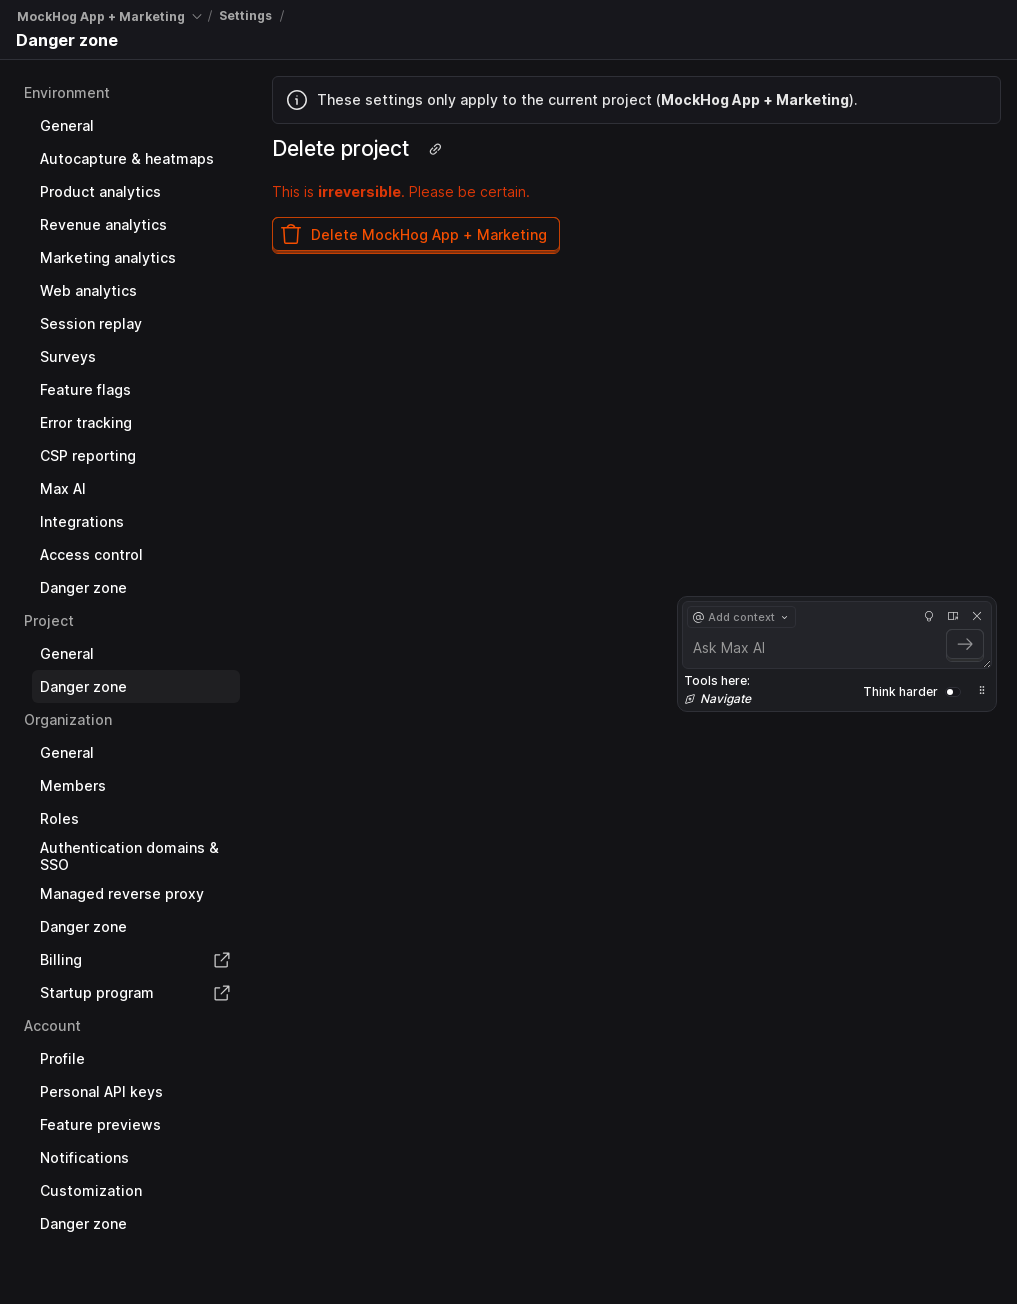 MockHog App + Marketing / Settings /
Danger zone
Environment
General
Autocapture & heatmaps
Product analytics
Revenue analytics
Marketing analytics
Web analytics
Session replay
Surveys
Feature flags
Error tracking
CSP reporting
Max AI
Integrations
Access control
Danger zone
Project
General
Danger zone
Organization
General
Members
Roles
Authentication domains &
SSO
Managed reverse proxy
Danger zone
Billing
Startup program
Account
Profile
Personal API keys
Feature previews
Notifications
Customization
Danger zone
These settings only apply to the current project (MockHog App + Marketing).
Delete project
This is irreversible. Please be certain.
Delete MockHog App + Marketing
@ Add context
Ask Max AI
Tools here:
Navigate
Think harder